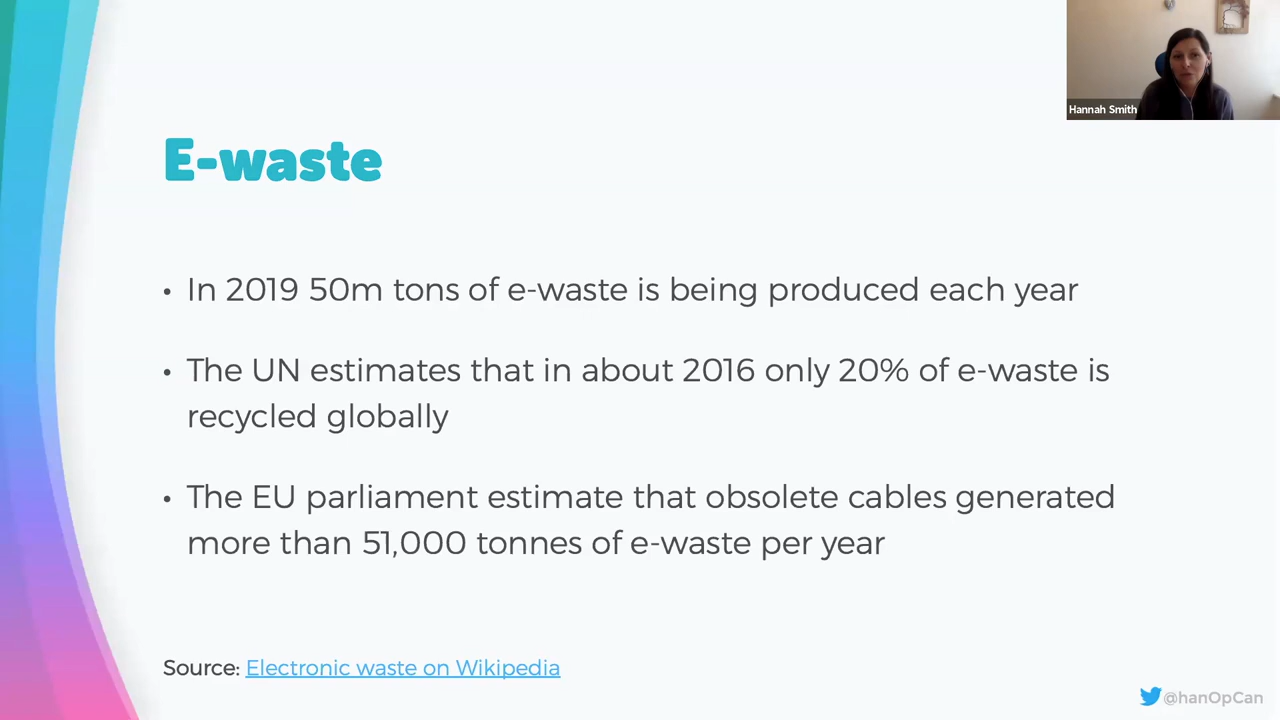 Hannah Smith
E-waste
• In 2019 50m tons of e-waste is being produced each year
• The UN estimates that in about 2016 only 20% of e-waste is
recycled globally
• The EU parliament estimate that obsolete cables generated
more than 51,000 tonnes of e-waste per year
Source: Electronic waste on Wikipedia
@hanOpCan